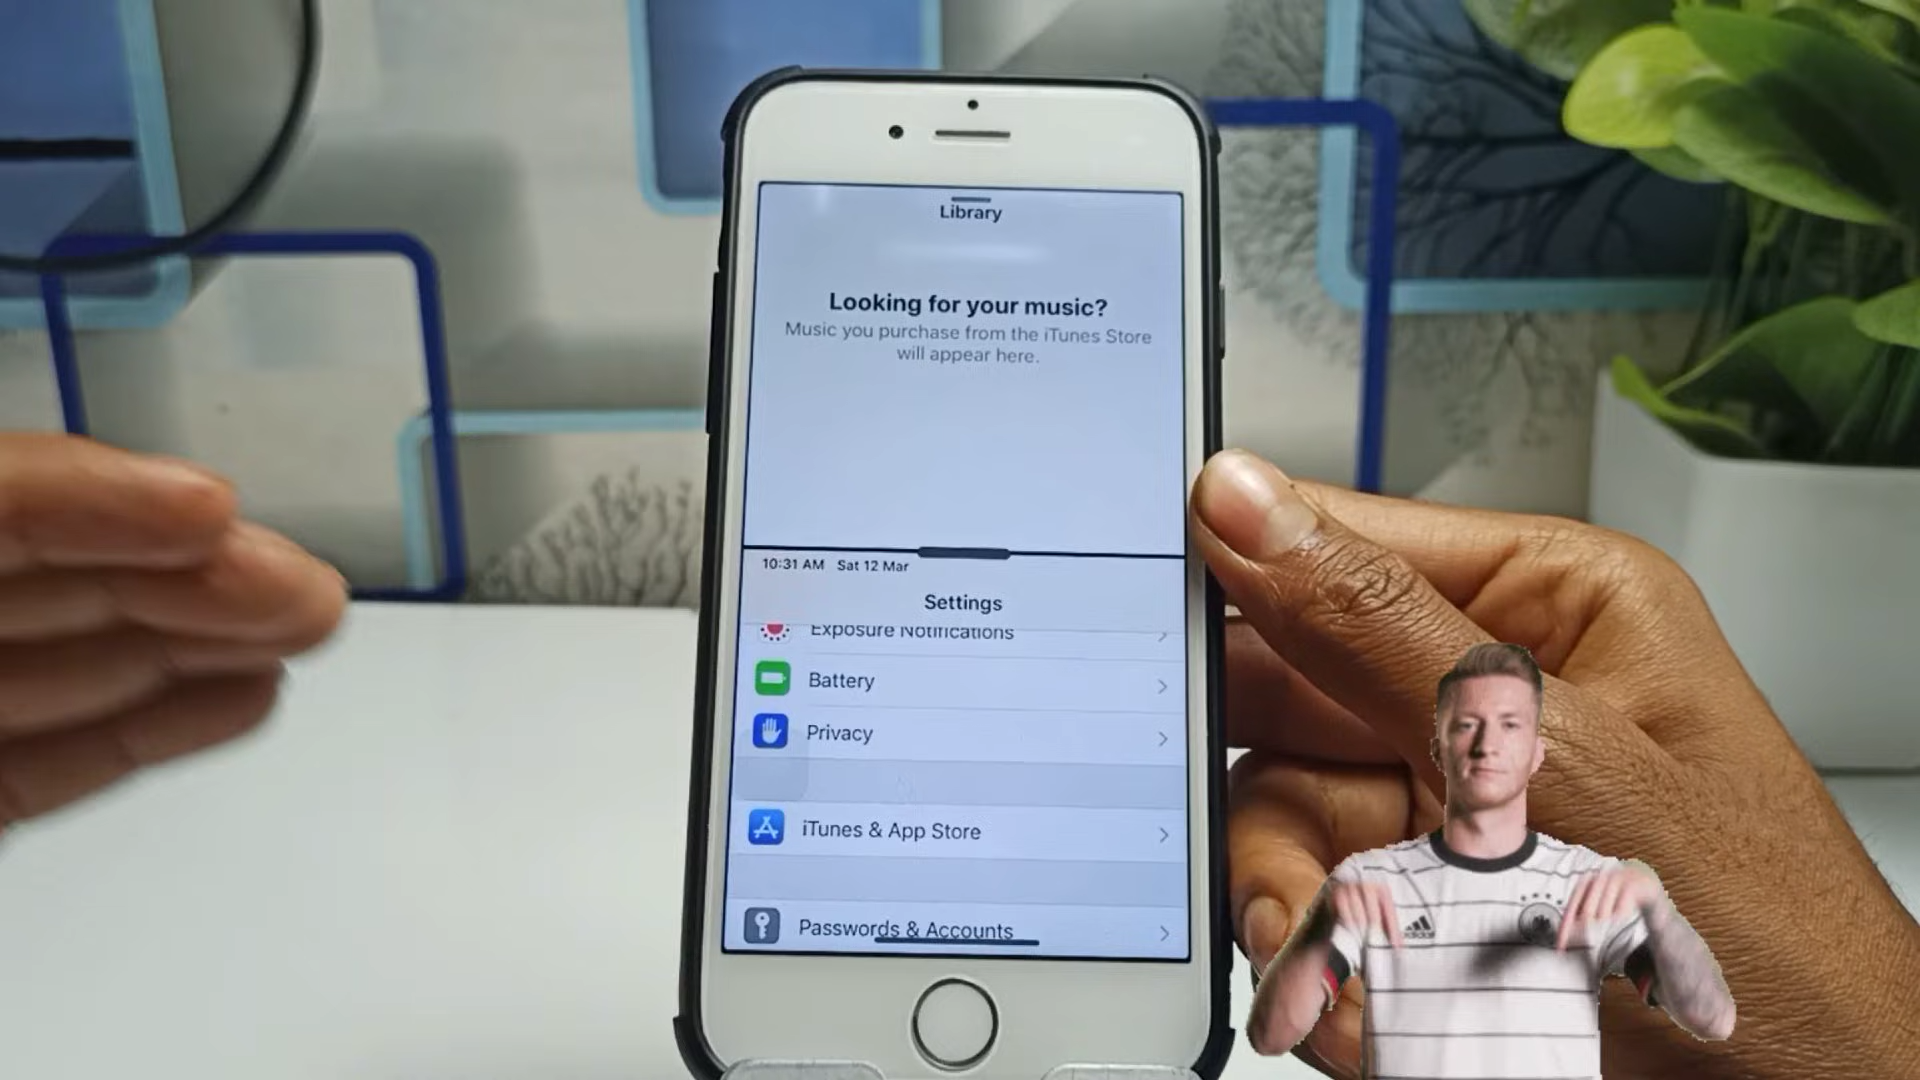 Library
Looking for your music?
Music you purchase from the iTunes Store
will appear here.
10:31 AM Sat 12 Mar
Settings
Exposure Notifications
Battery
Privacy
iTunes & App Store
Passwords & Accounts
adidas